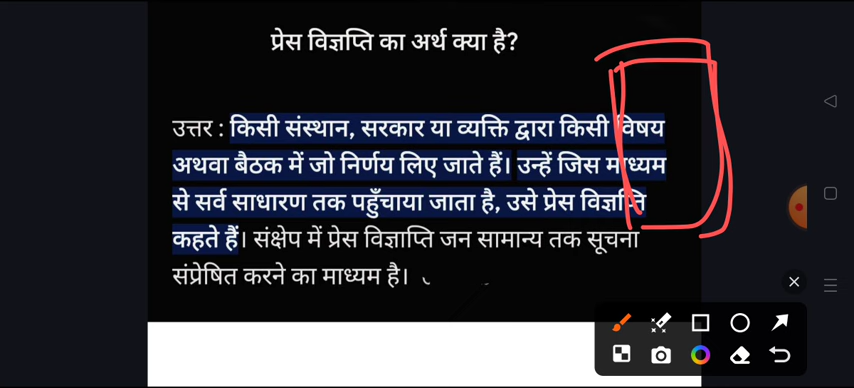 प्रेस विज्ञप्ति का अर्थ क्या है?
उत्तर : किसी संस्थान, सरकार या व्यक्ति द्वारा किसी विषय
अथवा बैठक में जो निर्णय लिए जाते हैं। उन्हें जिस माध्यम
से सर्व साधारण तक पहुँचाया जाता है, उसे प्रेस विज्ञप्ति
कहते हैं। संक्षेप में प्रेस विज्ञाप्ति जन सामान्य तक सूचना
संप्रेषित करने का माध्यम है।